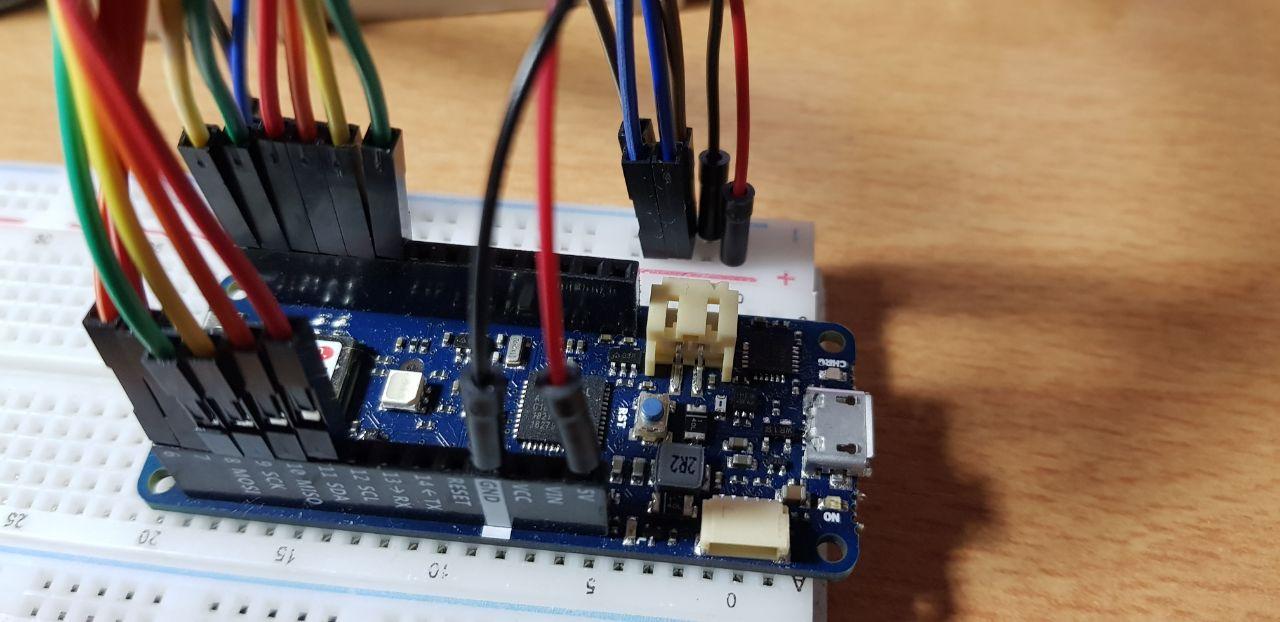 +
-
CHRG
RST
2R2
ON
6
8 MOSI
9 SCK
10 MISO
11 SDA
12 SCL
13←RX
14←TX
RESET
GND
VCC
VIN
5V
25
20
15
10
5
0
A